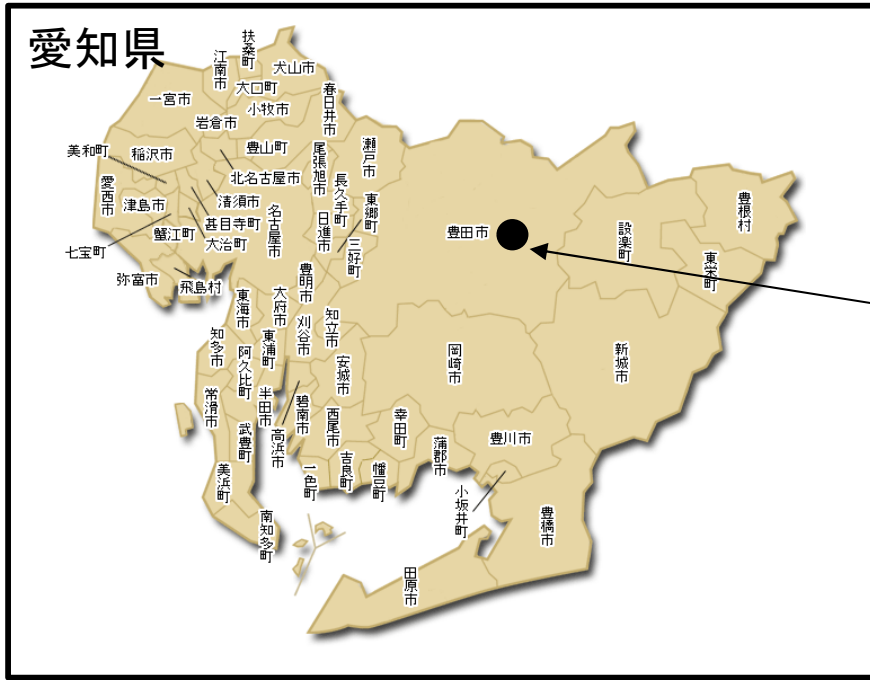 愛知県
扶桑町
江南市
犬山市
大口町
一宮市
小牧市
春日井市
岩倉市
豊山町
瀬戸市
美和町
稲沢市
尾張旭市
北名古屋市
長久手町
愛西市
津島市
清須市
東郷町
名古屋市
日進市
甚目寺町
蟹江町
大治町
三好町
七宝町
豊田市
設楽町
豊根村
東栄町
弥富市
飛島村
豊明市
東海市
大府市
刈谷市
知立市
知多市
東浦町
阿久比町
安城市
岡崎市
新城市
常滑市
半田市
碧南市
西尾市
幸田町
武豊町
高浜市
蒲郡市
豊川市
美浜町
一色町
吉良町
幡豆町
小坂井町
南知多町
豊橋市
田原市